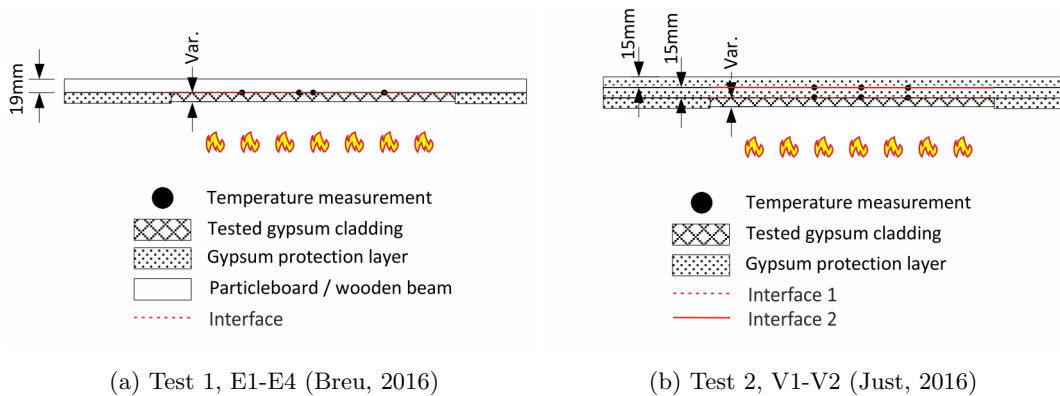 19mm
Var.
Temperature measurement
Tested gypsum cladding
Gypsum protection layer
Particleboard / wooden beam
Interface
(a) Test 1, E1-E4 (Breu, 2016)
15mm
15mm
Var.
Temperature measurement
Tested gypsum cladding
Gypsum protection layer
Interface 1
Interface 2
(b) Test 2, V1-V2 (Just, 2016)